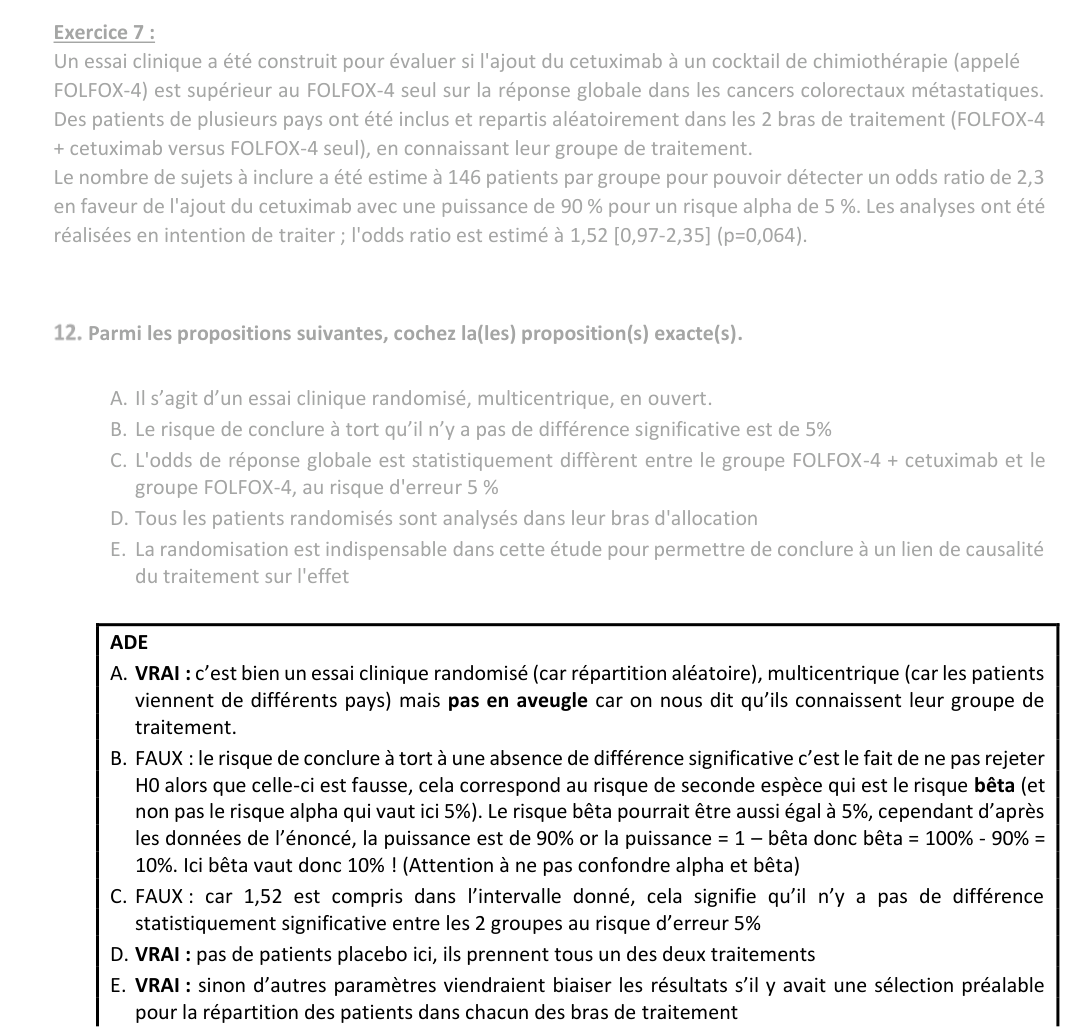 Exercice 7 :
Un essai clinique a été construit pour évaluer si l'ajout du cetuximab à un cocktail de chimiothérapie (appelé
FOLFOX-4) est supérieur au FOLFOX-4 seul sur la réponse globale dans les cancers colorectaux métastatiques.
Des patients de plusieurs pays ont été inclus et repartis aléatoirement dans les 2 bras de traitement (FOLFOX-4
+ cetuximab versus FOLFOX-4 seul), en connaissant leur groupe de traitement.
Le nombre de sujets à inclure a été estime à 146 patients par groupe pour pouvoir détecter un odds ratio de 2,3
en faveur de l'ajout du cetuximab avec une puissance de 90 % pour un risque alpha de 5 %. Les analyses ont été
réalisées en intention de traiter ; l'odds ratio est estimé à 1,52 [0,97-2,35] (p=0,064).
12. Parmi les propositions suivantes, cochez la(les) proposition(s) exacte(s).
A. Il s’agit d’un essai clinique randomisé, multicentrique, en ouvert.
B. Le risque de conclure à tort qu’il n’y a pas de différence significative est de 5%
C. L'odds de réponse globale est statistiquement diffèrent entre le groupe FOLFOX-4 + cetuximab et le
groupe FOLFOX-4, au risque d'erreur 5 %
D. Tous les patients randomisés sont analysés dans leur bras d'allocation
E. La randomisation est indispensable dans cette étude pour permettre de conclure à un lien de causalité
du traitement sur l'effet
ADE
A. VRAI : c’est bien un essai clinique randomisé (car répartition aléatoire), multicentrique (car les patients
viennent de différents pays) mais pas en aveugle car on nous dit qu’ils connaissent leur groupe de
traitement.
B. FAUX : le risque de conclure à tort à une absence de différence significative c’est le fait de ne pas rejeter
H0 alors que celle-ci est fausse, cela correspond au risque de seconde espèce qui est le risque bêta (et
non pas le risque alpha qui vaut ici 5%). Le risque bêta pourrait être aussi égal à 5%, cependant d’après
les données de l’énoncé, la puissance est de 90% or la puissance = 1 – bêta donc bêta = 100% - 90% =
10%. Ici bêta vaut donc 10% ! (Attention à ne pas confondre alpha et bêta)
C. FAUX : car 1,52 est compris dans l’intervalle donné, cela signifie qu’il n’y a pas de différence
statistiquement significative entre les 2 groupes au risque d’erreur 5%
D. VRAI : pas de patients placebo ici, ils prennent tous un des deux traitements
E. VRAI : sinon d’autres paramètres viendraient biaiser les résultats s’il y avait une sélection préalable
pour la répartition des patients dans chacun des bras de traitement